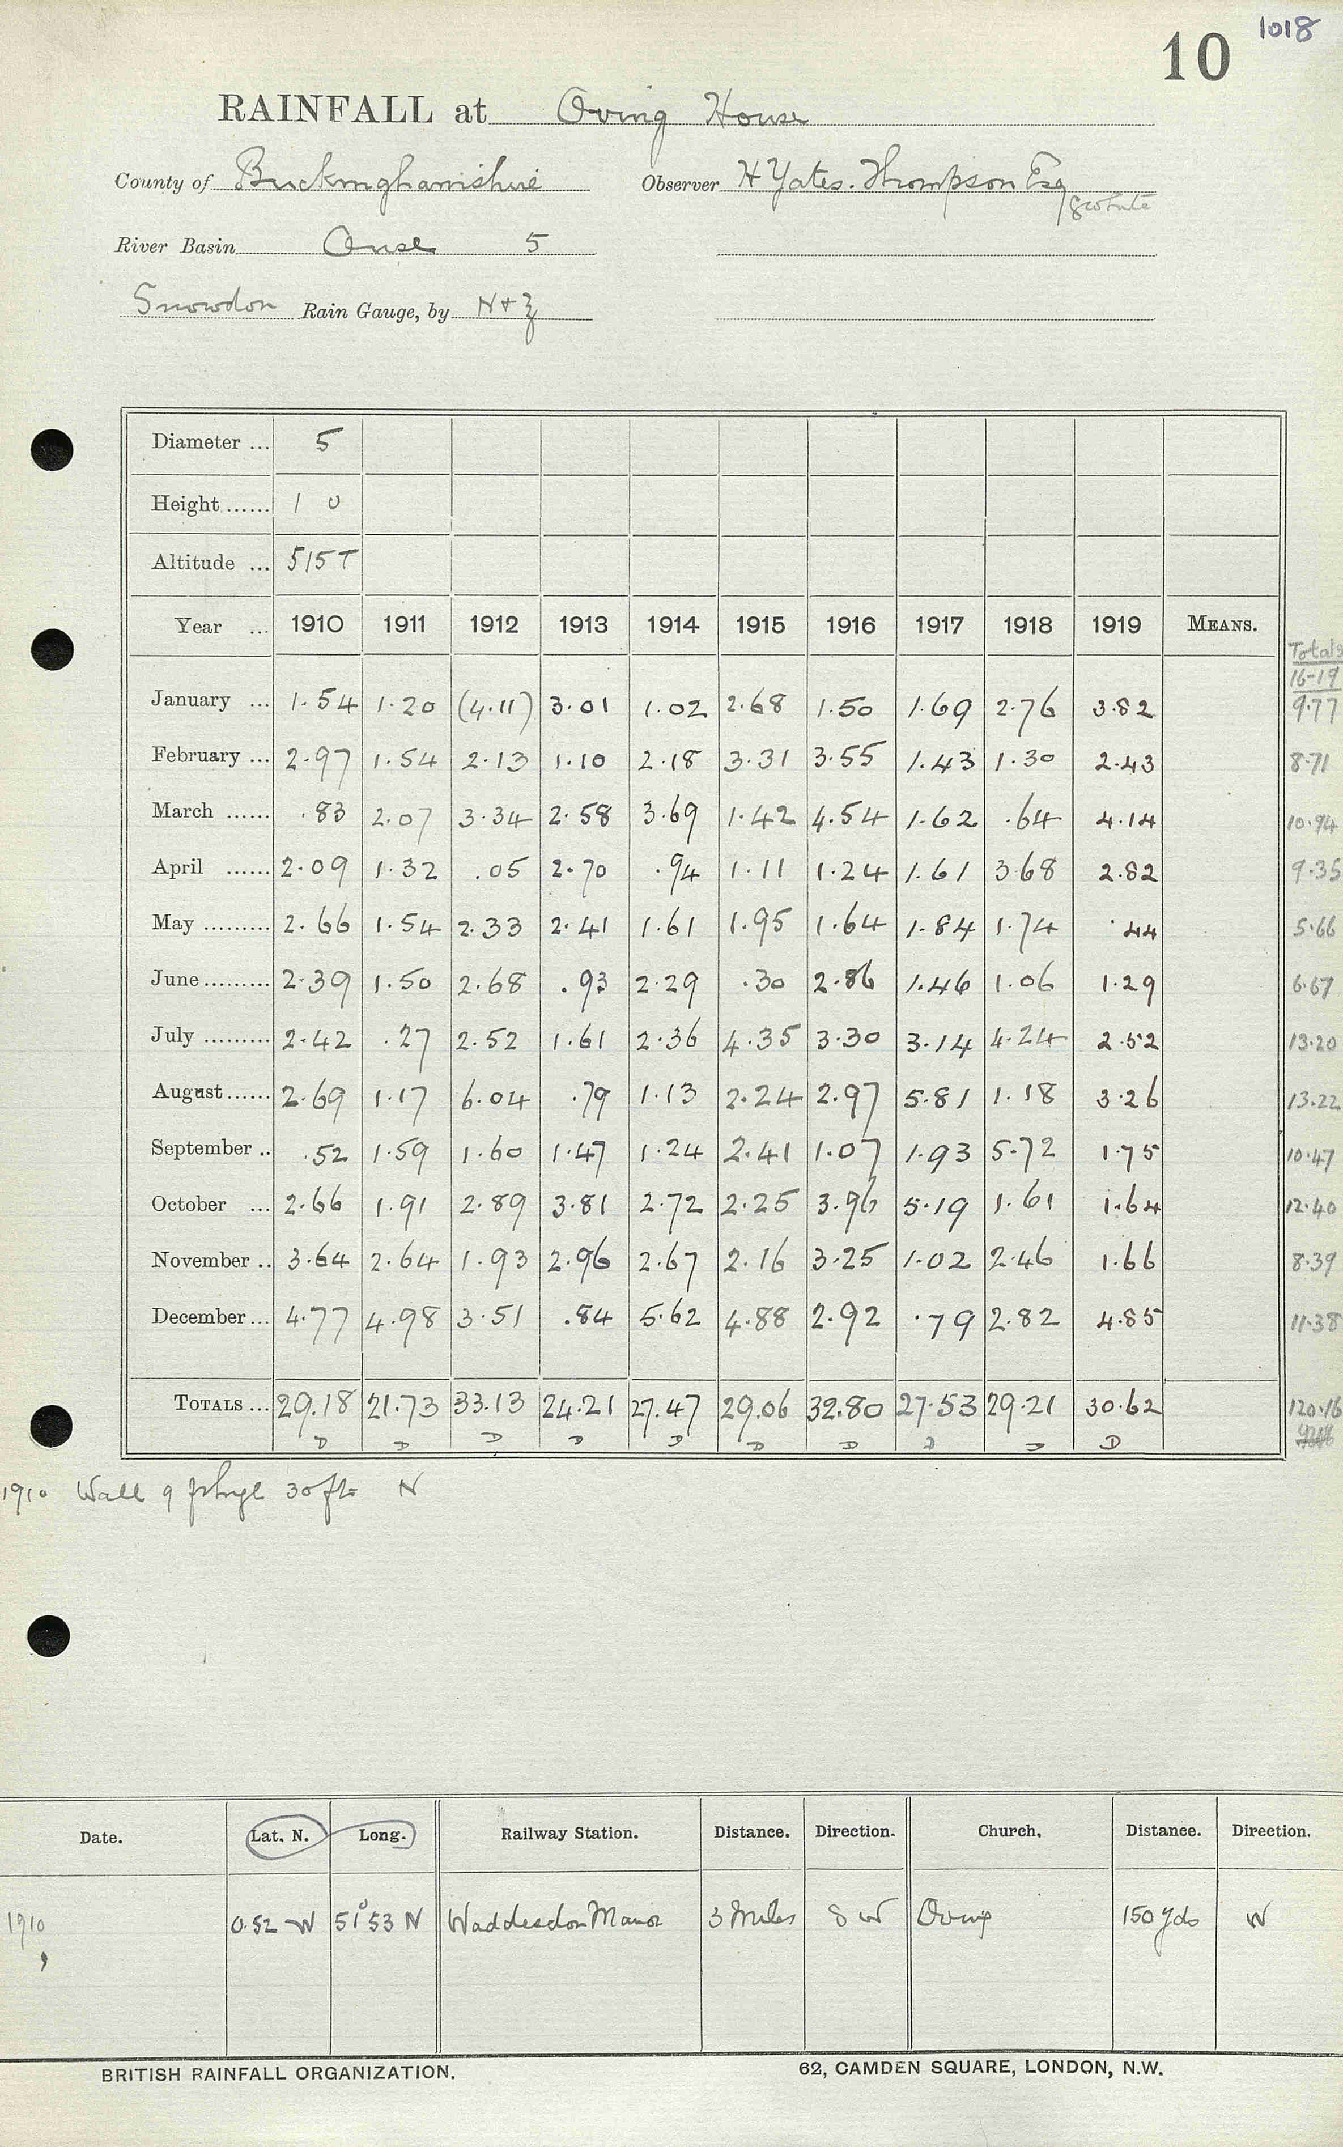 1018
10
RAINFALL at Oving House
County of Buckinghamshire Observer H Yates. Thompson Esq
River Basin Ouse 5
Snowdon Rain Gauge, by N & Z
Diameter ... 5
Height ...... 1 0
Altitude ... 515 T
Year ... 1910 1911 1912 1913 1914 1915 1916 1917 1918 1919 MEANS.
Totals
16-19
January ... 1.54 1.20 (4.11) 3.01 1.02 2.68 1.50 1.69 2.76 3.82 9.77
February ... 2.97 1.54 2.13 1.10 2.18 3.31 3.55 1.43 1.30 2.43 8.71
March ...... .83 2.07 3.34 2.58 3.69 1.42 4.54 1.62 .64 4.14 10.94
April ...... 2.09 1.32 .05 2.70 .94 1.11 1.24 1.61 3.68 2.82 9.35
May ......... 2.66 1.54 2.33 2.41 1.61 1.95 1.64 1.84 1.74 .44 5.66
June ......... 2.39 1.50 2.68 .93 2.29 .30 2.86 1.46 1.06 1.29 6.67
July ......... 2.42 .27 2.52 1.61 2.36 4.35 3.30 3.14 4.24 2.52 13.20
August ...... 2.69 1.17 6.04 .79 1.13 2.24 2.97 5.81 1.18 3.26 13.22
September .. .52 1.59 1.60 1.47 1.24 2.41 1.07 1.93 5.72 1.75 10.47
October ... 2.66 1.91 2.89 3.81 2.72 2.25 3.96 5.19 1.61 1.64 12.40
November .. 3.64 2.64 1.93 2.96 2.67 2.16 3.25 1.02 2.46 1.66 8.39
December ... 4.77 4.98 3.51 .84 5.62 4.88 2.92 .79 2.82 4.85 11.38
TOTALS ... 29.18 21.73 33.13 24.21 27.47 29.06 32.80 27.53 29.21 30.62 120.16
D D D D D D D D D D
1910 Wall 9 ft high 30 ft N
Date. Lat. N. Long. Railway Station. Distance. Direction. Church. Distance. Direction.
1910 0.52 W 51°53 N Waddesdon Manor 3 miles S W Oving 150 yds W
BRITISH RAINFALL ORGANIZATION. 62, CAMDEN SQUARE, LONDON, N.W.